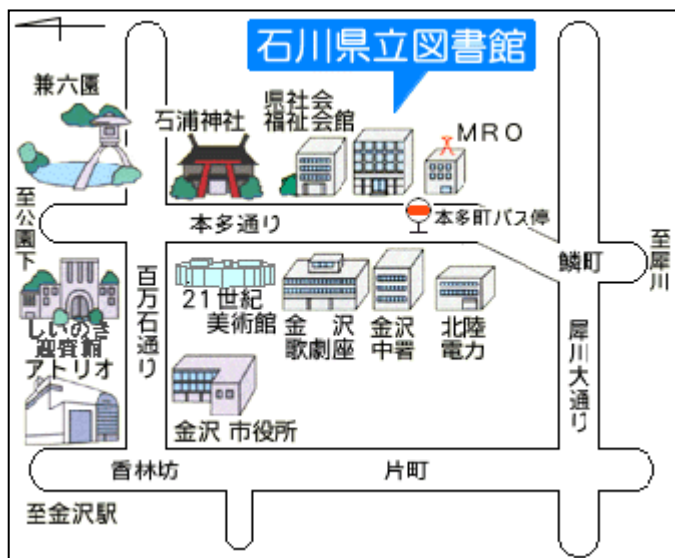 石川県立図書館
兼六園
石浦神社
県社会
福祉会館
MRO
至公園下
本多通り
本多町バス停
鱗町
至犀川
百万石通り
21世紀
美術館
金沢
歌劇座
金沢
中署
北陸
電力
しいのき
迎賓館
アトリオ
金沢市役所
犀川大通り
香林坊
片町
至金沢駅